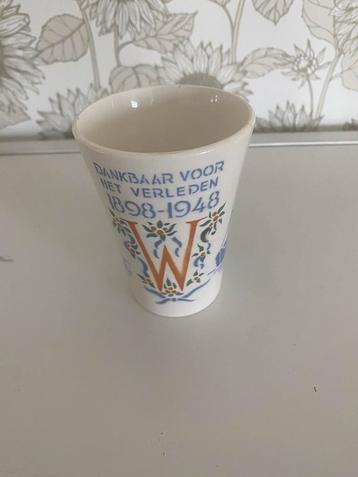 DANKBAAR VOOR
HET VERLEDEN
1898-1948
W